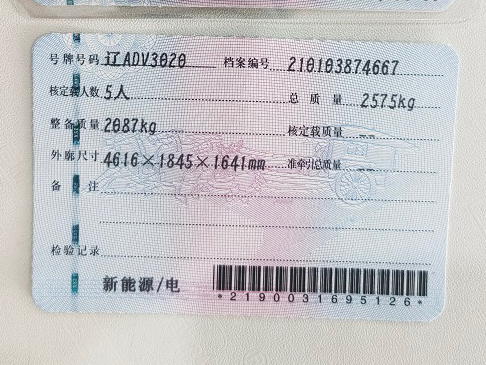 号牌号码 辽ADV3020 档案编号 210103874667
核定载人数 5人 总质量 2575kg
整备质量 2087kg 核定载质量 --
外廓尺寸 4616×1845×1641mm 准牵引总质量 --
备注
检验记录
新能源/电
*2190031695126*